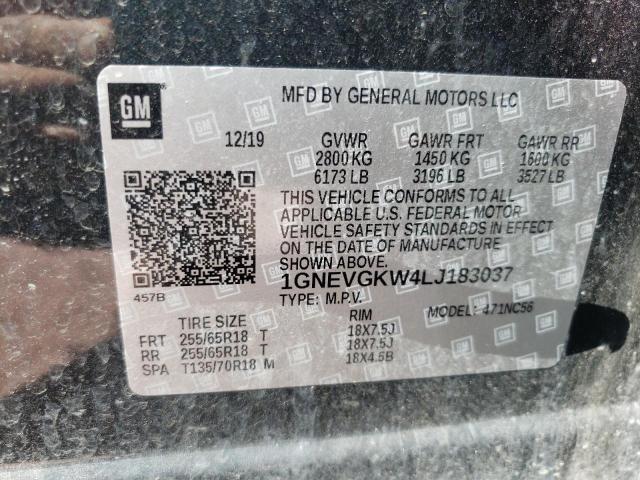 GM
MFD BY GENERAL MOTORS LLC
12/19 GVWR GAWR FRT GAWR RR
2800 KG 1450 KG 1600 KG
6173 LB 3196 LB 3527 LB
THIS VEHICLE CONFORMS TO ALL
APPLICABLE U.S. FEDERAL MOTOR
VEHICLE SAFETY STANDARDS IN EFFECT
ON THE DATE OF MANUFACTURE
SHOWN ABOVE.
1GNEVGKW4LJ183037
457B
TYPE: M.P.V. MODEL: 471NC56
TIRE SIZE RIM
FRT 255/65R18 T 18X7.5J
RR 255/65R18 T 18X7.5J
SPA T135/70R18 M 18X4.5B